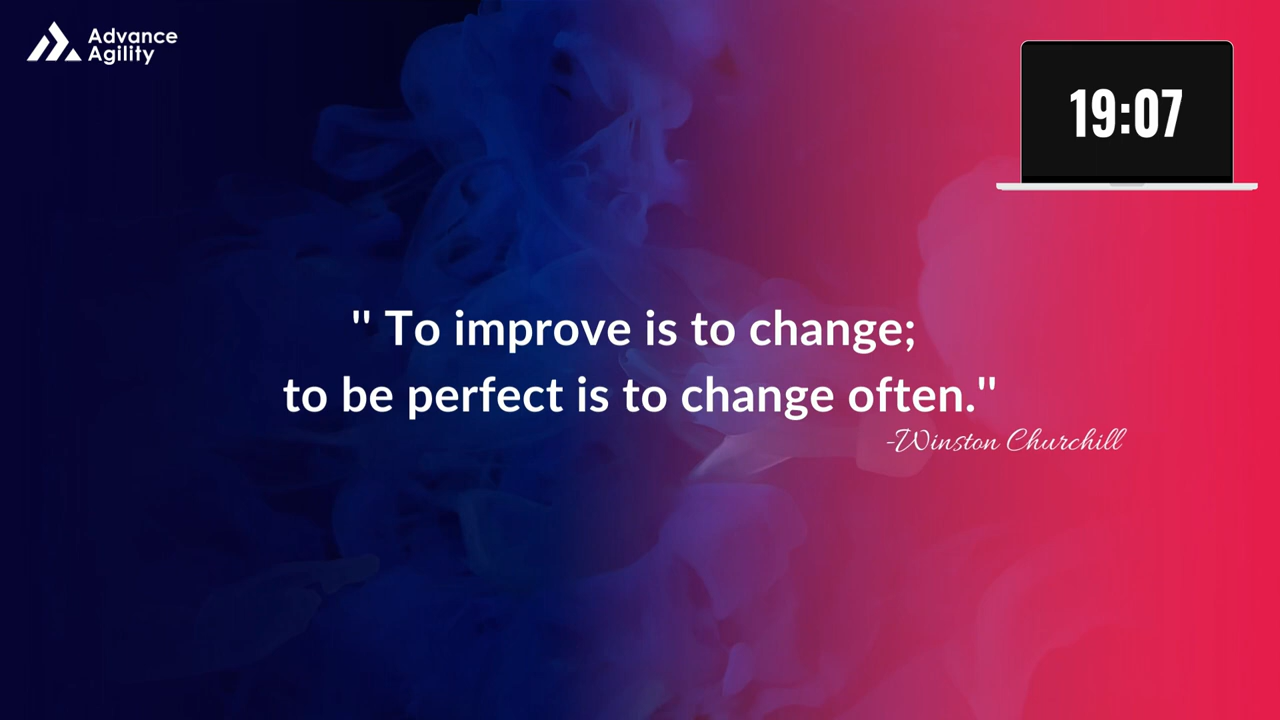 Advance
Agility
19:07
" To improve is to change;
to be perfect is to change often."
-Winston Churchill